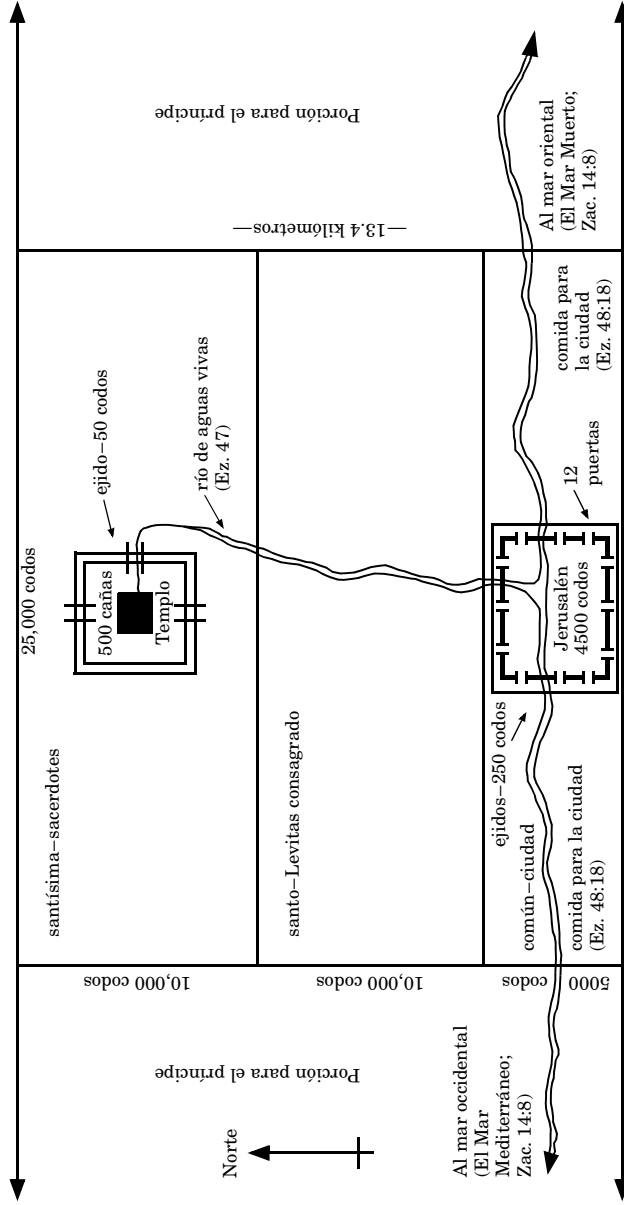 25,000 codos
santísima–sacerdotes
500 cañas
Templo
ejido–50 codos
río de aguas vivas
(Ez. 47)
santo–Levitas consagrado
ejidos–250 codos
común–ciudad
comida para la ciudad
(Ez. 48:18)
Jerusalén
4500 codos
12
puertas
comida para
la ciudad
(Ez. 48:18)
10,000 codos
10,000 codos
5000
codos
Porción para el príncipe
Norte
Al mar occidental
(El Mar
Mediterráneo;
Zac. 14:8)
—13.4 kilómetros—
Porción para el príncipe
Al mar oriental
(El Mar Muerto;
Zac. 14:8)